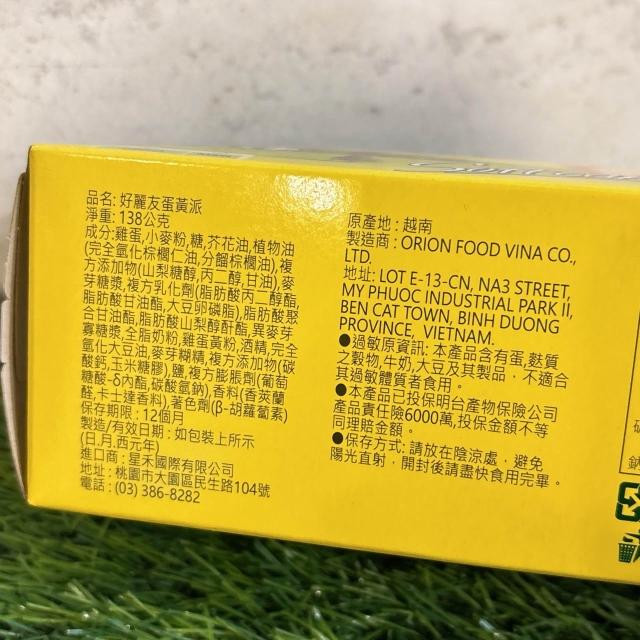 品名: 好麗友蛋黃派
淨重: 138公克
成分: 雞蛋,小麥粉,糖,芥花油,植物油
(完全氫化棕櫚仁油,分餾棕櫚油),複
方添加物(山梨糖醇,丙二醇,甘油),麥
芽糖漿,複方乳化劑(脂肪酸丙二醇酯,
脂肪酸甘油酯,大豆卵磷脂),脂肪酸聚
合甘油酯,脂肪酸山梨醇酐酯,異麥芽
寡糖漿,全脂奶粉,雞蛋黃粉,酒精,完全
氫化大豆油,麥芽糊精,複方添加物(碳
酸鈣,玉米糖膠),鹽,複方膨脹劑(葡萄
糖酸-δ內酯,碳酸氫鈉),香料(香莢蘭
醛,卡士達香料),著色劑(β-胡蘿蔔素)
保存期限: 12個月
製造/有效日期: 如包裝上所示
(日,月,西元年)
進口商: 星禾國際有限公司
地址: 桃園市大園區民生路104號
電話: (03) 386-8282
原產地: 越南
製造商: ORION FOOD VINA CO.,
LTD.
地址: LOT E-13-CN, NA3 STREET,
MY PHUOC INDUSTRIAL PARK II,
BEN CAT TOWN, BINH DUONG
PROVINCE, VIETNAM.
●過敏原資訊: 本產品含有蛋,麩質
之穀物,牛奶,大豆及其製品，不適合
其過敏體質者食用。
●本產品已投保明台產物保險公司
產品責任險6000萬,投保金額不等
同理賠金額。
●保存方式: 請放在陰涼處，避免
陽光直射，開封後請盡快食用完畢。